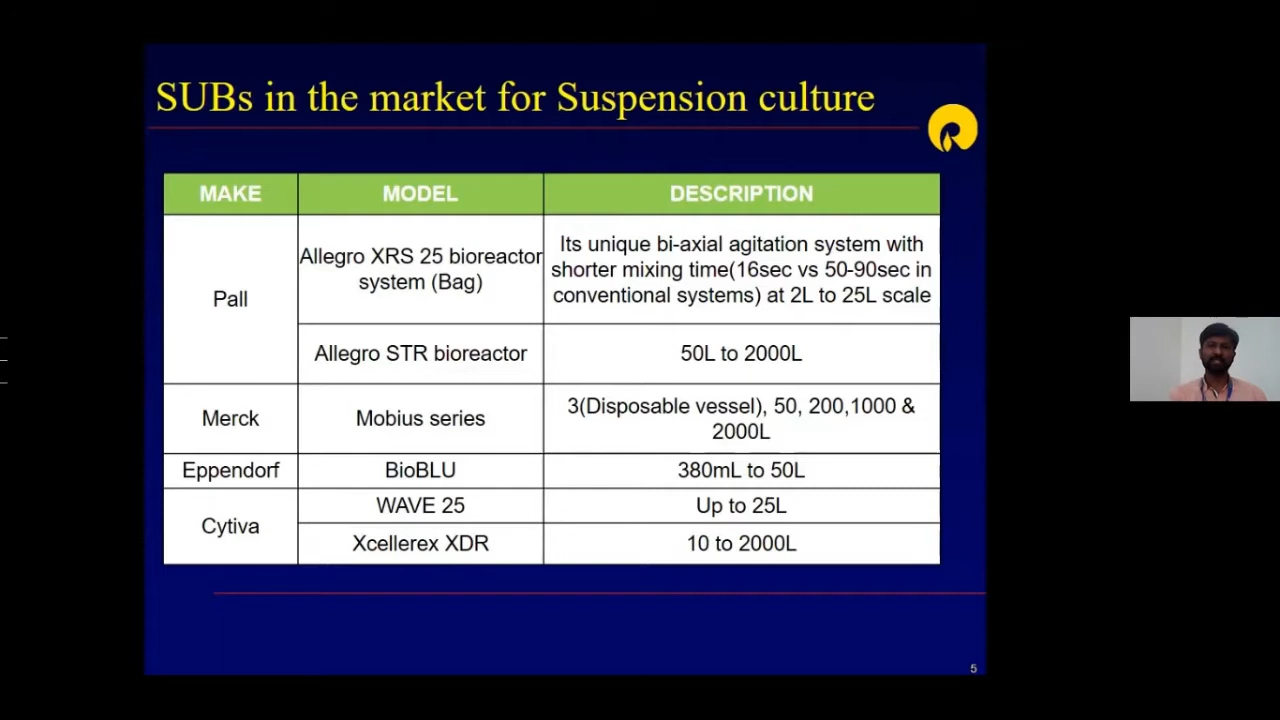 SUBs in the market for Suspension culture
MAKE MODEL DESCRIPTION
Pall
Allegro XRS 25 bioreactor
system (Bag)
Its unique bi-axial agitation system with
shorter mixing time(16sec vs 50-90sec in
conventional systems) at 2L to 25L scale
Allegro STR bioreactor
50L to 2000L
Merck
Mobius series
3(Disposable vessel), 50, 200,1000 &
2000L
Eppendorf
BioBLU
380mL to 50L
Cytiva
WAVE 25
Up to 25L
Xcellerex XDR
10 to 2000L
5